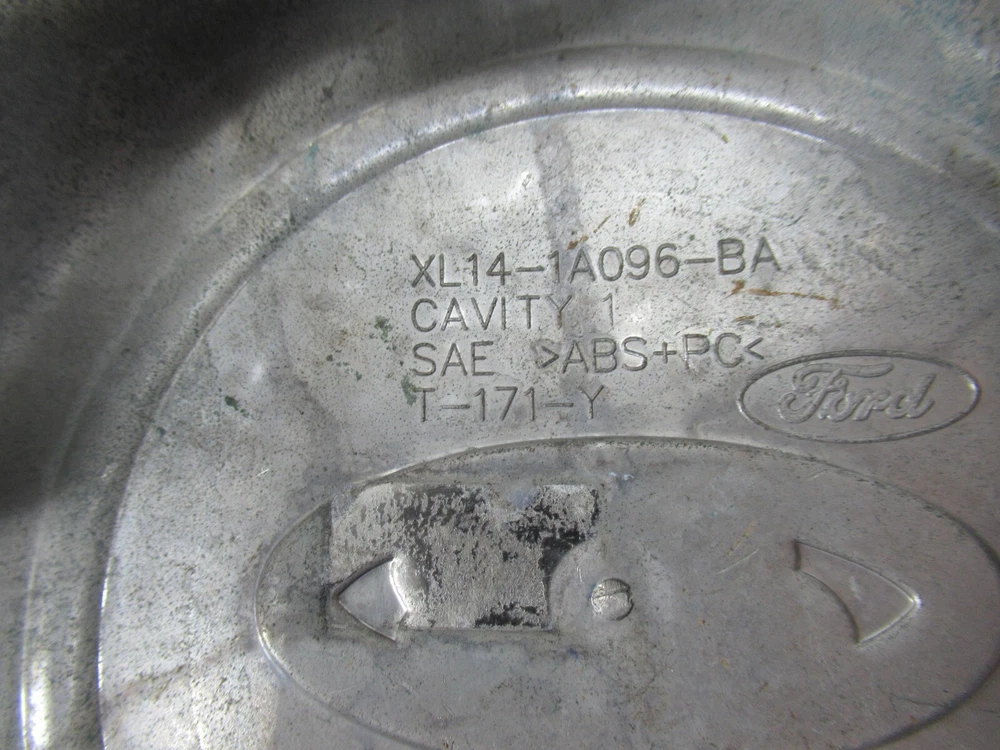 XL14-1A096-BA
CAVITY 1
SAE >ABS+PC<
T-171-Y
Ford